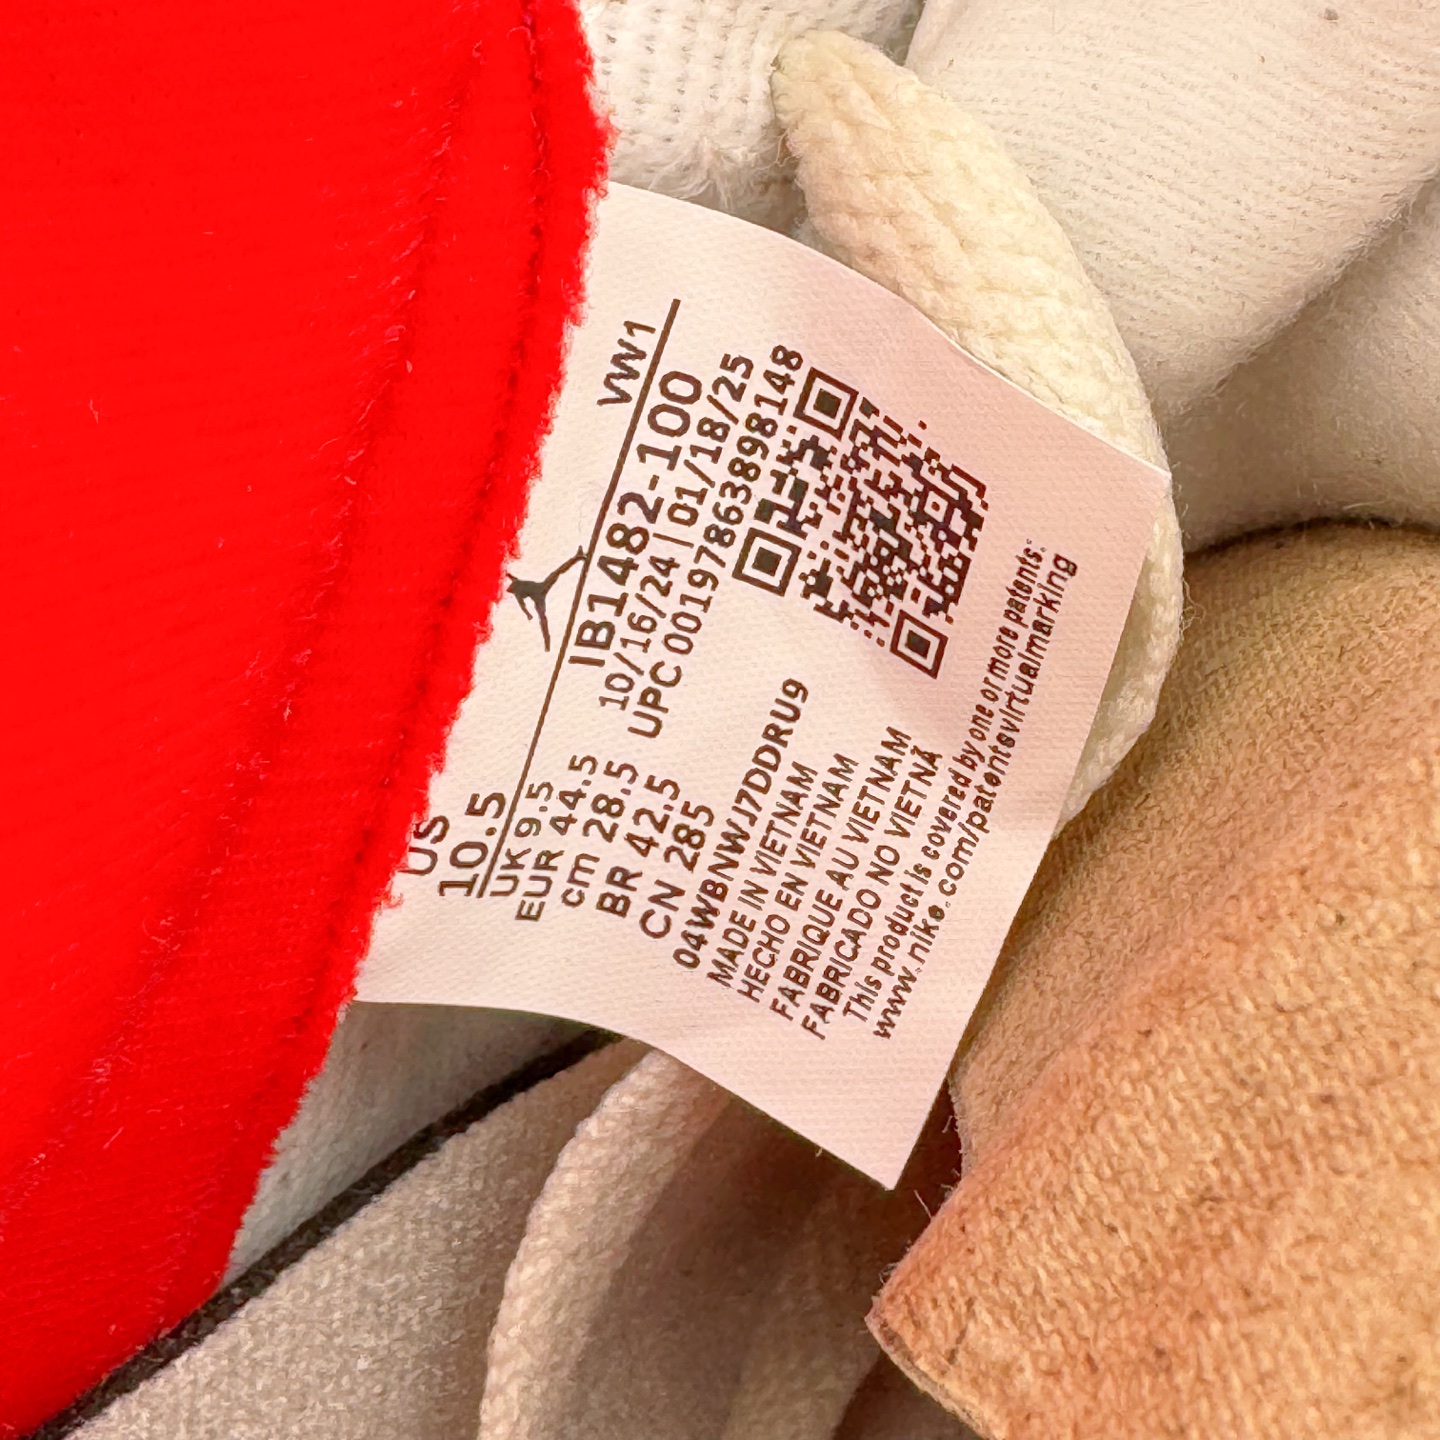 US
10.5
VW1
UK 9.5
EUR 44.5
cm 28.5
BR 42.5
CN 285
IB1482-100
10/16/24 | 01/18/25
UPC 00197863898148
04WBNWJ7DDRU9
MADE IN VIETNAM
HECHO EN VIETNAM
FABRIQUE AU VIETNAM
FABRICADO NO VIETNÃ
This product is covered by one or more patents:
www.nike.com/patentsvirtualmarking